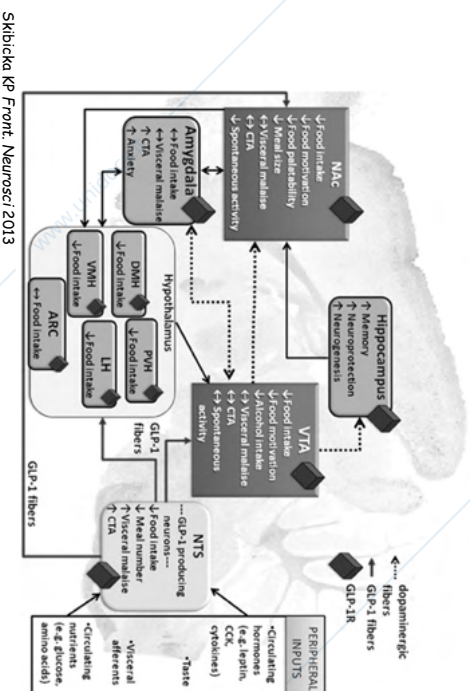 Skibicka KP Front. Neurosci 2013
NAc
↓Food intake
↓Food motivation
↓Food palatability
↓Meal size
↔Visceral malaise
↔CTA
↓Spontaneous activity
Amygdala
↔Food intake
↔Visceral malaise
↑CTA
↑Anxiety
Hypothalamus
DMH
↓Food intake
PVH
↓Food intake
VMH
↓Food intake
LH
↓Food intake
ARC
↔Food intake
Hippocampus
↑Memory
↑Neuroprotection
↑Neurogenesis
VTA
↓Food intake
↓Food motivation
↓Alcohol intake
↔Visceral malaise
↔CTA
↔Spontaneous
activity
GLP-1
fibers
GLP-1 fibers
NTS
---GLP-1 producing
neurons---
↓Food intake
↓Meal number
↑Visceral malaise
↑CTA
dopaminergic
fibers
GLP-1 fibers
GLP-1R
PERIPHERAL
INPUTS
•Circulating
hormones
(e.g. leptin,
CCK,
cytokines)
•Taste
•Visceral
afferents
•Circulating
nutrients
(e.g. glucose,
amino acids)